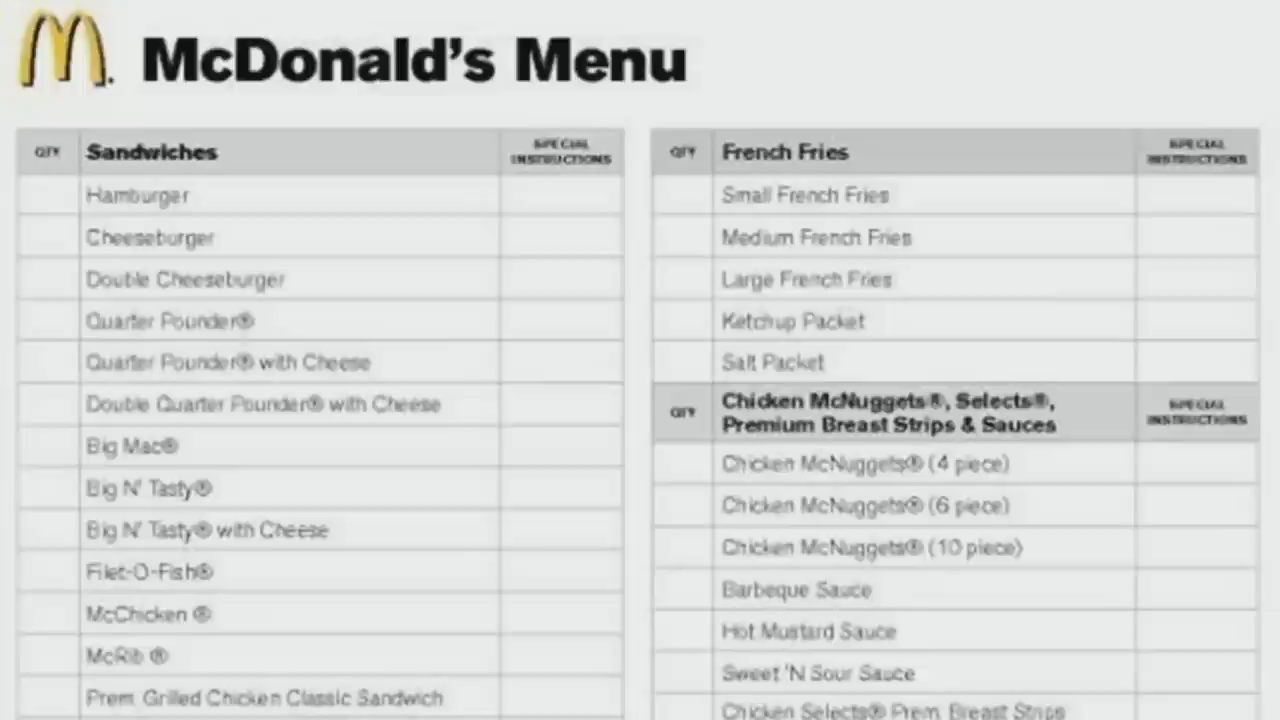 McDonald's Menu
QTY Sandwiches SPECIAL INSTRUCTIONS
Hamburger
Cheeseburger
Double Cheeseburger
Quarter Pounder®
Quarter Pounder® with Cheese
Double Quarter Pounder® with Cheese
Big Mac®
Big N' Tasty®
Big N' Tasty® with Cheese
Filet-O-Fish®
McChicken ®
McRib ®
Prem. Grilled Chicken Classic Sandwich
QTY French Fries SPECIAL INSTRUCTIONS
Small French Fries
Medium French Fries
Large French Fries
Ketchup Packet
Salt Packet
QTY Chicken McNuggets®, Selects®, SPECIAL
Premium Breast Strips & Sauces INSTRUCTIONS
Chicken McNuggets® (4 piece)
Chicken McNuggets® (6 piece)
Chicken McNuggets® (10 piece)
Barbeque Sauce
Hot Mustard Sauce
Sweet 'N Sour Sauce
Chicken Selects® Prem. Breast Strips